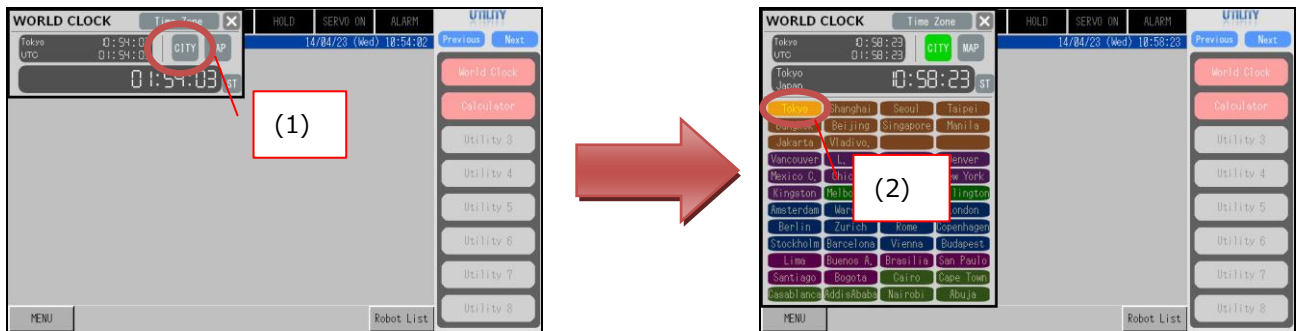 WORLD CLOCK Time Zone X HOLD SERVO ON ALARM UTILITY
Tokyo CITY 14/04/23 (Wed) 10:54:02 Previous Next
UTC
01:54:03 ST World Clock
(1)
Calculator
Utility 3
Utility 4
Utility 5
Utility 6
Utility 7
Utility 8
MENU Robot List
WORLD CLOCK Time Zone X HOLD SERVO ON ALARM UTILITY
Tokyo 10:58:23 CITY MAP 14/04/23 (Wed) 10:58:23 Previous Next
UTC 01:58:23
Tokyo
Japan 10:58:23 ST World Clock
Tokyo Shanghai Seoul Taipei Calculator
Beijing Singapore Manila
Jakarta Vladivo. Utility 3
Vancouver L.
Mexico C. Utility 4
Kingston
(2)
Amsterdam Utility 5
Berlin Zurich Rome Copenhagen
Stockholm Barcelona Vienna Budapest Utility 6
Lima Buenos A. Brasilia San Paulo
Santiago Bogota Cairo Cape Town Utility 7
Casablanca AddisAbaba Nairobi Abuja
Utility 8
MENU Robot List